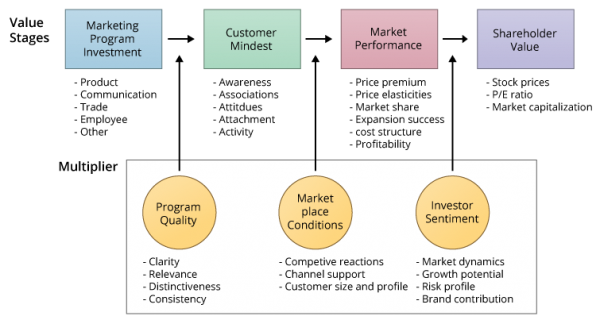 Value
Stages
Marketing
Program
Investment
Customer
Mindest
Market
Performance
Shareholder
Value
- Product
- Communication
- Trade
- Employee
- Other
- Awareness
- Associations
- Attitdues
- Attachment
- Activity
- Price premium
- Price elasticities
- Market share
- Expansion success
- cost structure
- Profitability
- Stock prices
- P/E ratio
- Market capitalization
Multiplier
Program
Quality
Market
place
Conditions
Investor
Sentiment
- Clarity
- Relevance
- Distinctiveness
- Consistency
- Competive reactions
- Channel support
- Customer size and profile
- Market dynamics
- Growth potential
- Risk profile
- Brand contribution